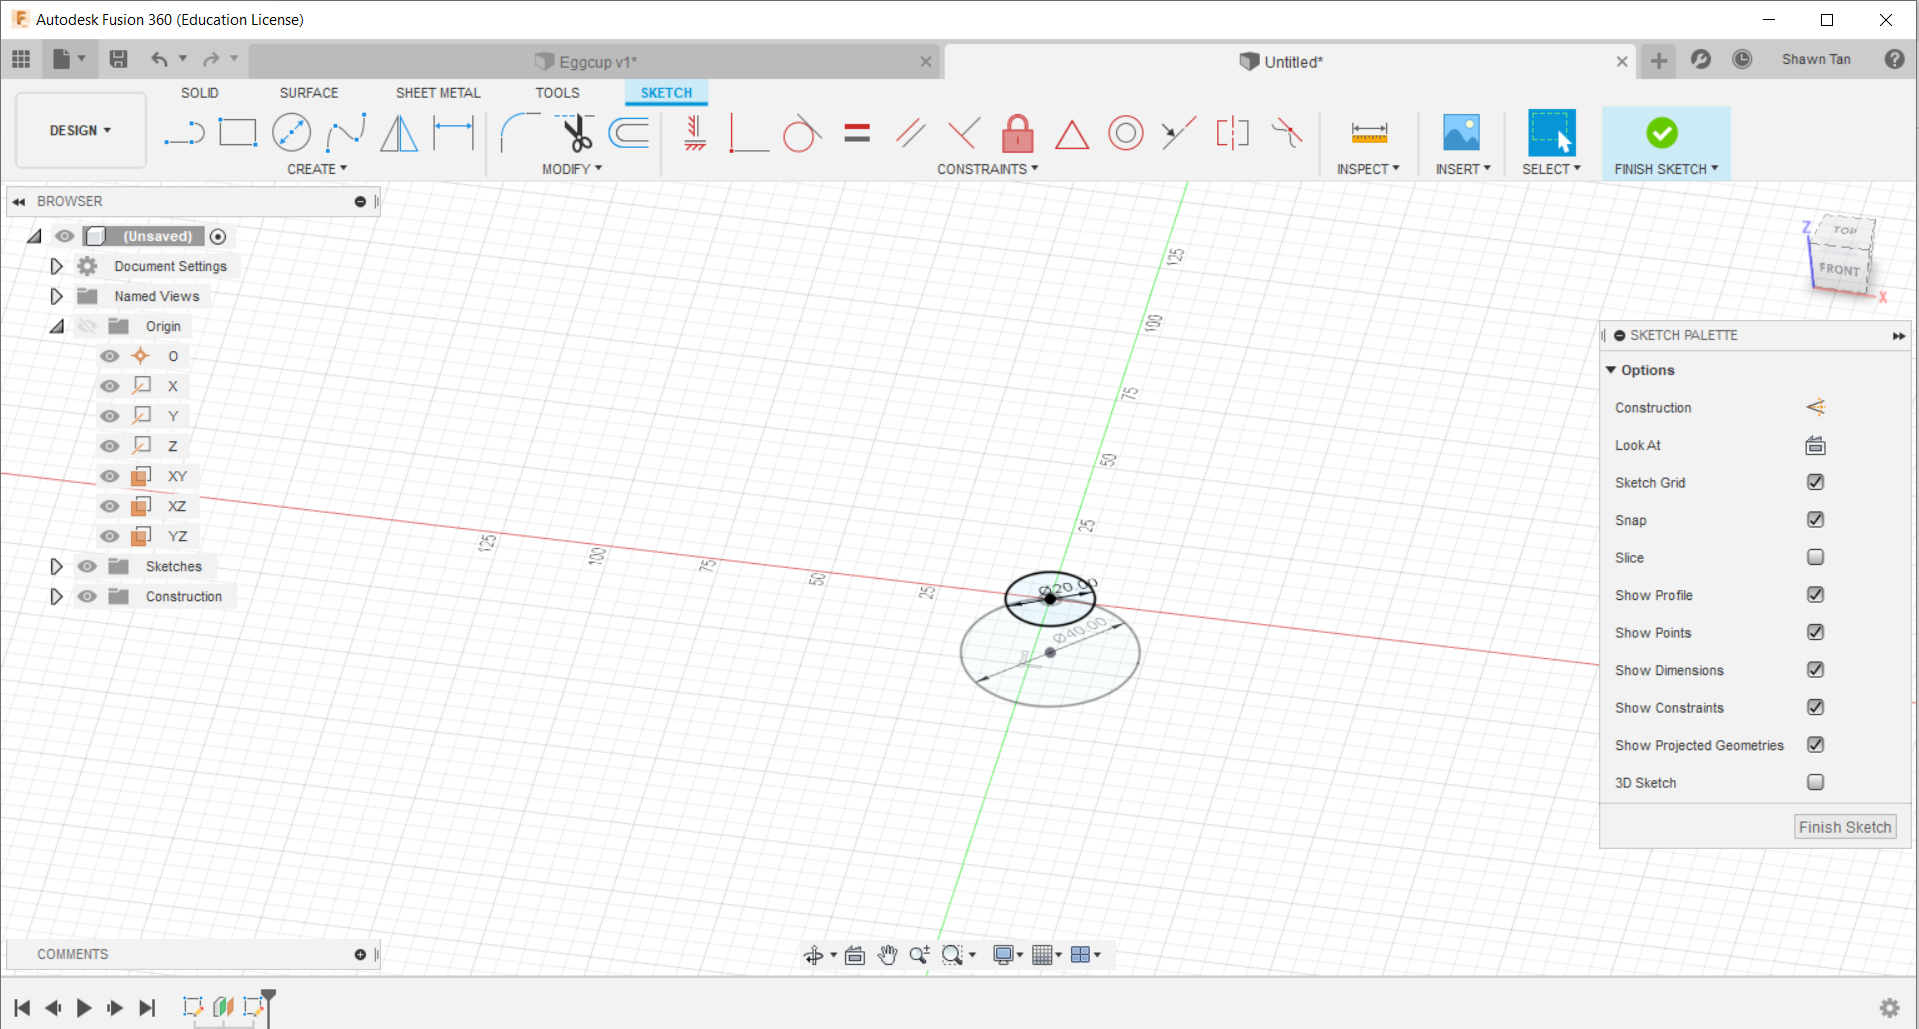 Autodesk Fusion 360 (Education License)
Eggcup v1*
Untitled*
Shawn Tan
SOLID
SURFACE
SHEET METAL
TOOLS
SKETCH
DESIGN
CREATE
MODIFY
CONSTRAINTS
INSPECT
INSERT
SELECT
FINISH SKETCH
BROWSER
(Unsaved)
Document Settings
Named Views
Origin
O
X
Y
Z
XY
XZ
YZ
Sketches
Construction
125
100
75
50
25
125
100
75
50
25
Ø20.00
Ø40.00
Z
TOP
FRONT
X
SKETCH PALETTE
Options
Construction
Look At
Sketch Grid
Snap
Slice
Show Profile
Show Points
Show Dimensions
Show Constraints
Show Projected Geometries
3D Sketch
Finish Sketch
COMMENTS